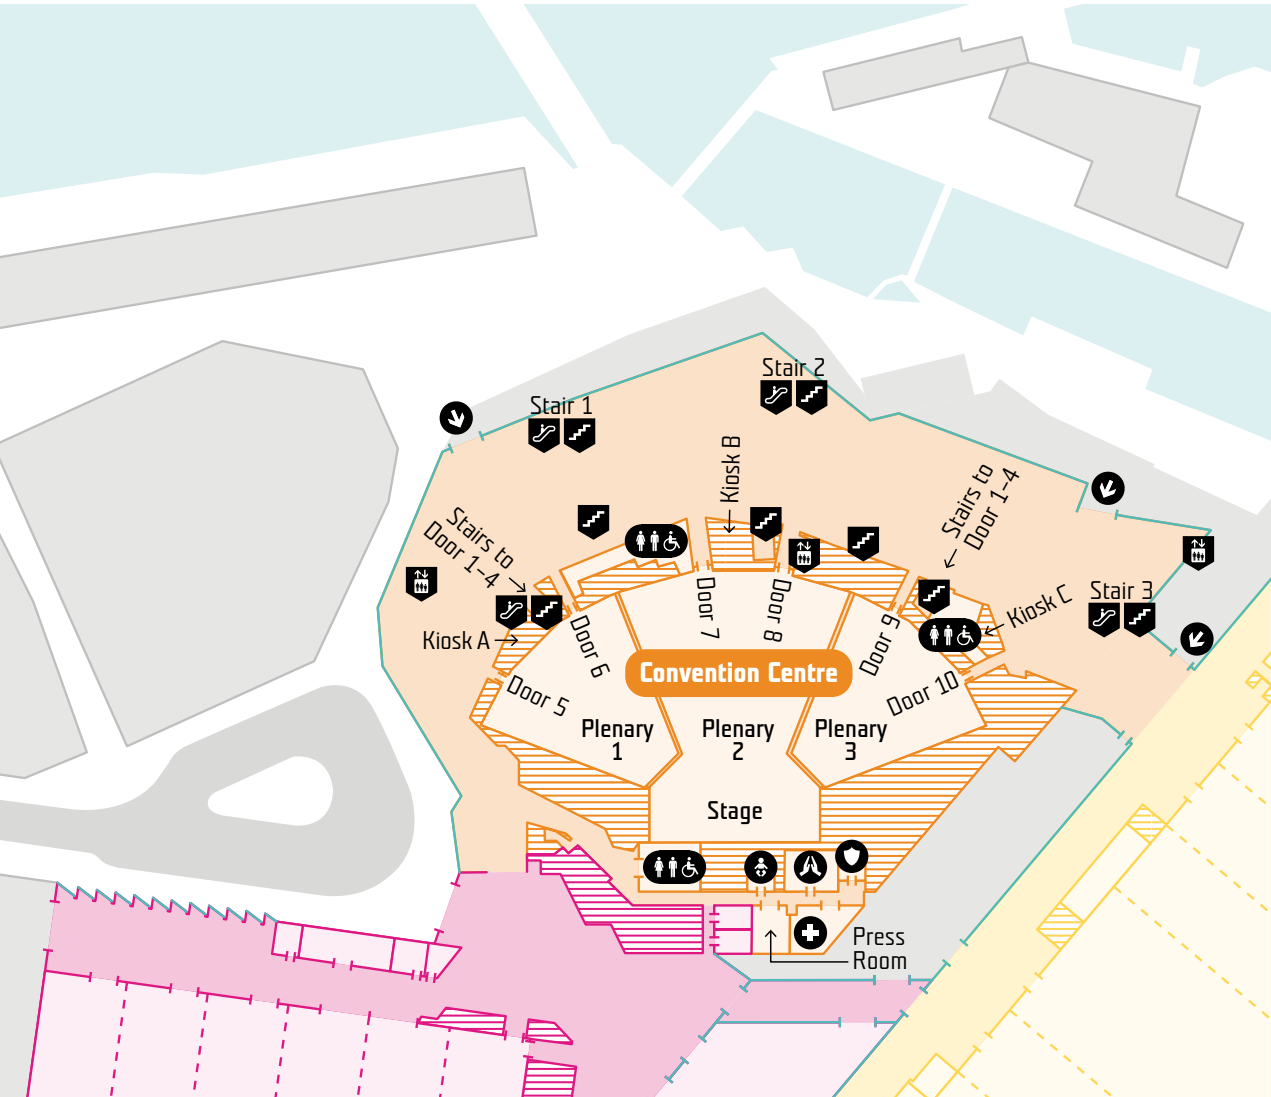 Stair 2
Stair 1
Kiosk B
Stairs to
Door 1-4
Stairs to
Door 1-4
Kiosk A
Door 7
Door 8
Door 6
Door 9
Kiosk C
Stair 3
Convention Centre
Door 5
Door 10
Plenary
1
Plenary
2
Plenary
3
Stage
Press
Room